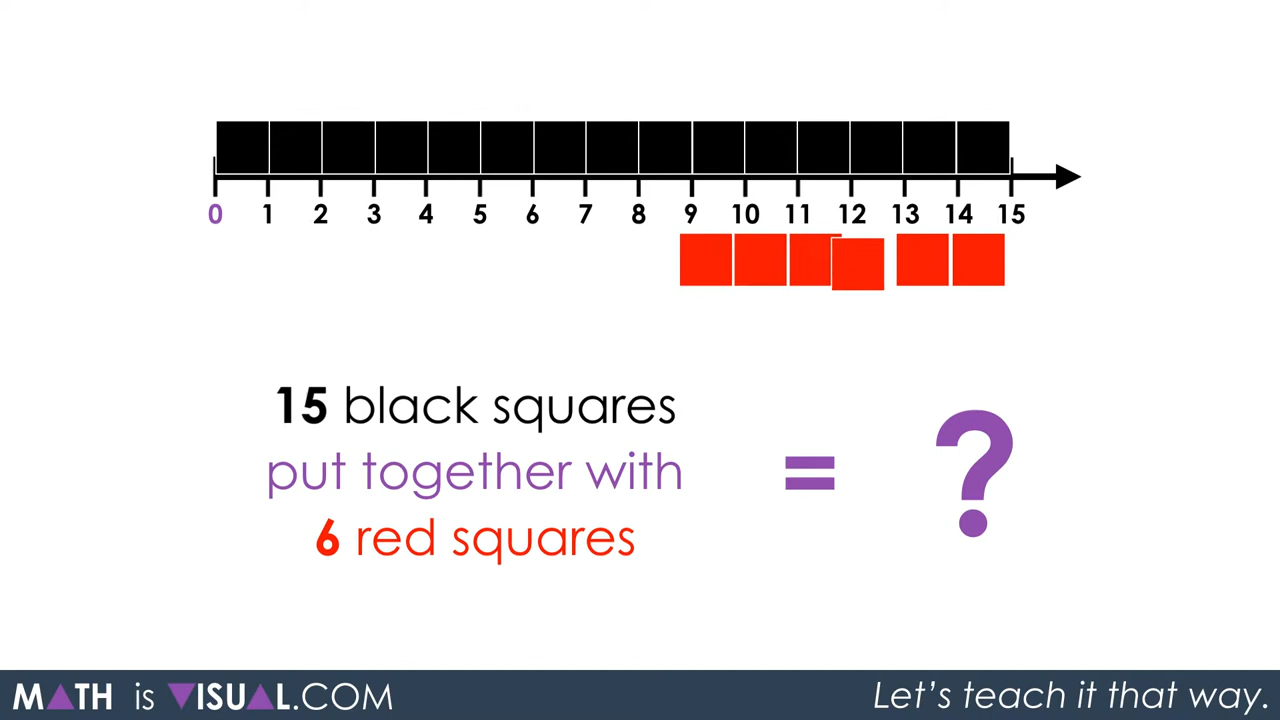 0 1 2 3 4 5 6 7 8 9 10 11 12 13 14 15
15 black squares
put together with
6 red squares
= ?
MATH is VISUAL.COM
Let's teach it that way.